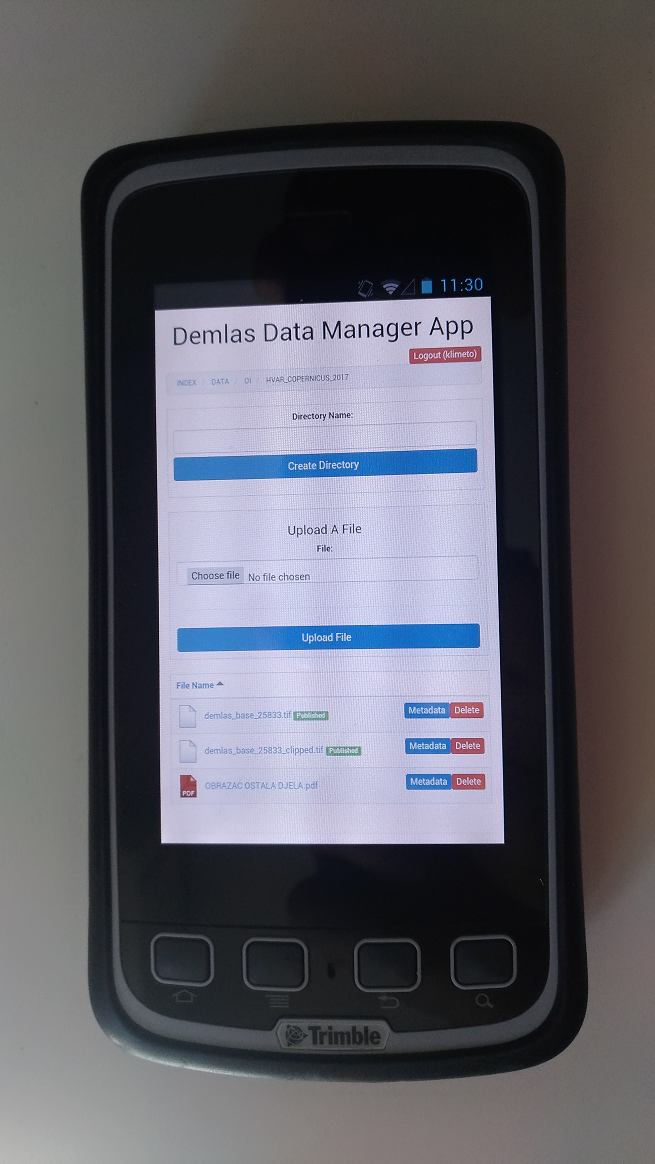 11:30
Demlas Data Manager App
Logout (klimeto)
INDEX / DATA / OI / HVAR_COPERNICUS_2017
Directory Name:
Create Directory
Upload A File
File:
Choose file No file chosen
Upload File
File Name
demlas_base_25833.tif Published Metadata Delete
demlas_base_25833_clipped.tif Published Metadata Delete
PDF OBRAZAC OSTALA DJELA.pdf Metadata Delete
Trimble